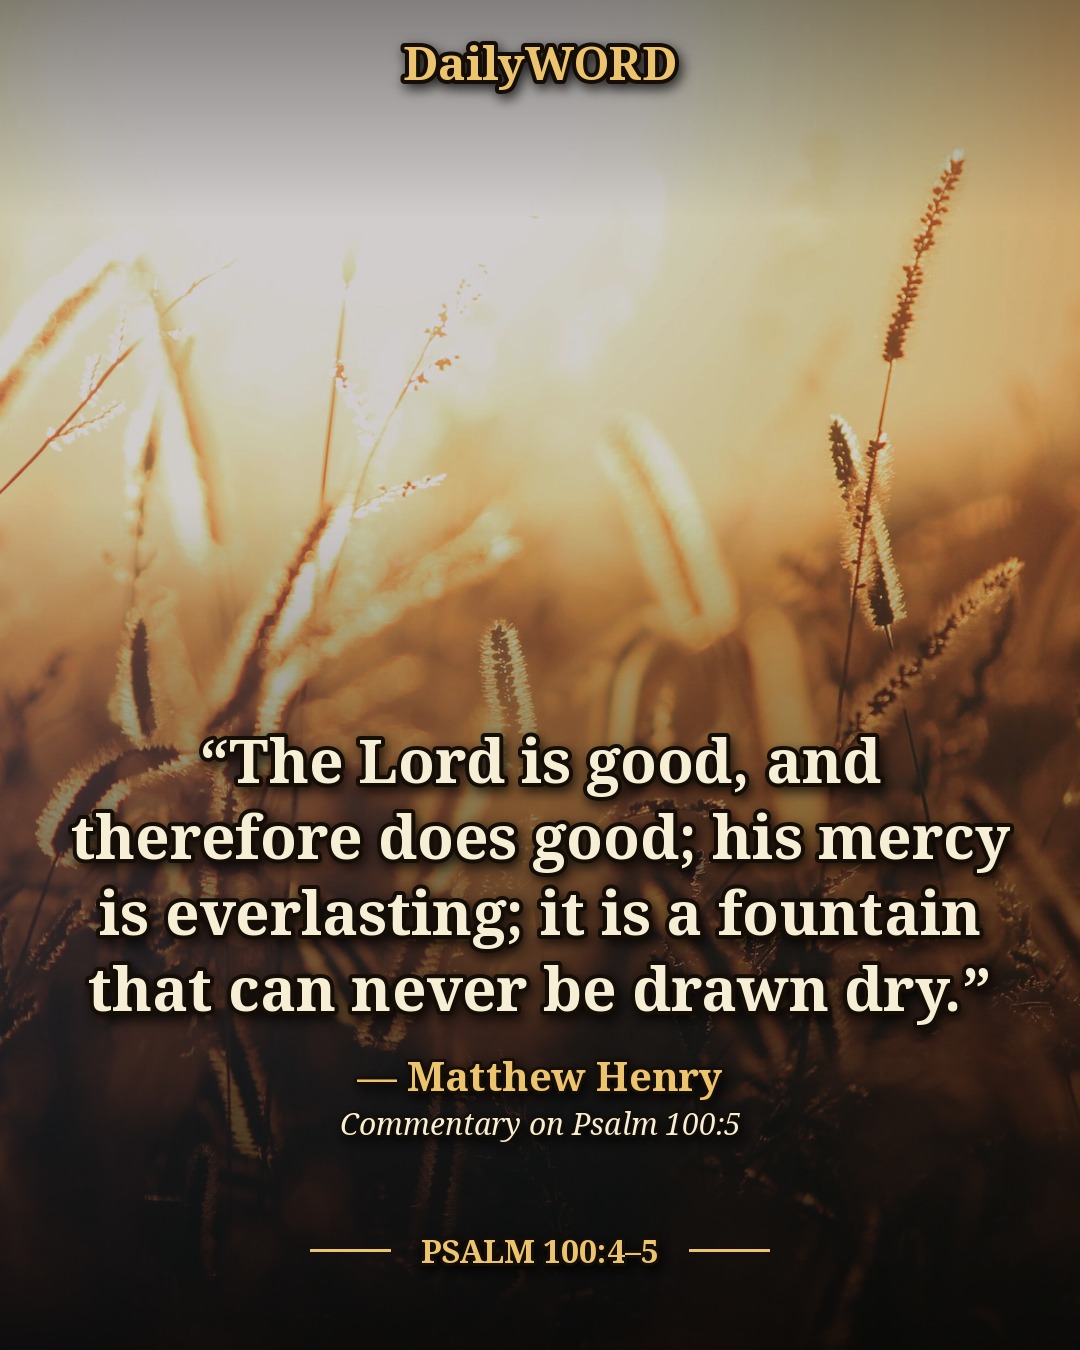 DailyWORD
“The Lord is good, and
therefore does good; his mercy
is everlasting; it is a fountain
that can never be drawn dry.”
— Matthew Henry
Commentary on Psalm 100:5
PSALM 100:4–5